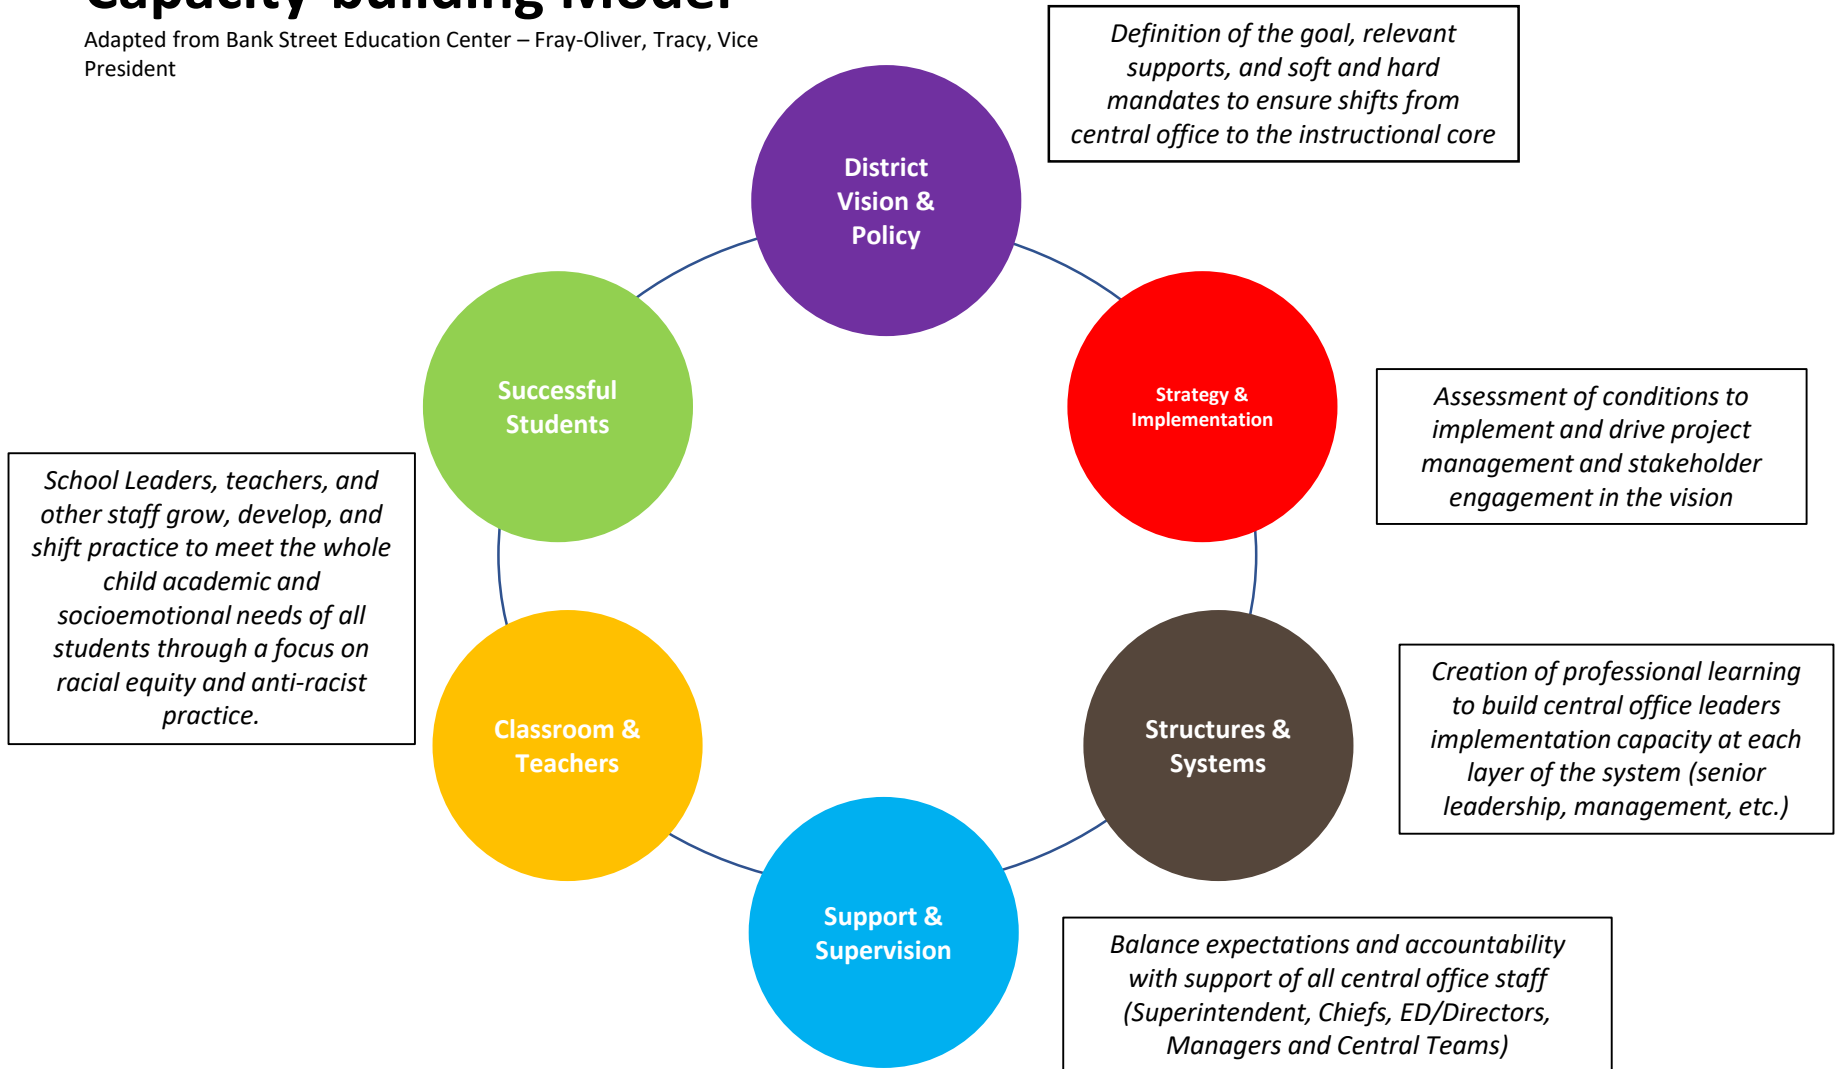 Capacity-building Model
Adapted from Bank Street Education Center – Fray-Oliver, Tracy, Vice
President
Definition of the goal, relevant
supports, and soft and hard
mandates to ensure shifts from
central office to the instructional core
District
Vision &
Policy
Successful
Students
Strategy &
Implementation
Assessment of conditions to
implement and drive project
management and stakeholder
engagement in the vision
School Leaders, teachers, and
other staff grow, develop, and
shift practice to meet the whole
child academic and
socioemotional needs of all
students through a focus on
racial equity and anti-racist
practice.
Classroom &
Teachers
Structures &
Systems
Creation of professional learning
to build central office leaders
implementation capacity at each
layer of the system (senior
leadership, management, etc.)
Support &
Supervision
Balance expectations and accountability
with support of all central office staff
(Superintendent, Chiefs, ED/Directors,
Managers and Central Teams)